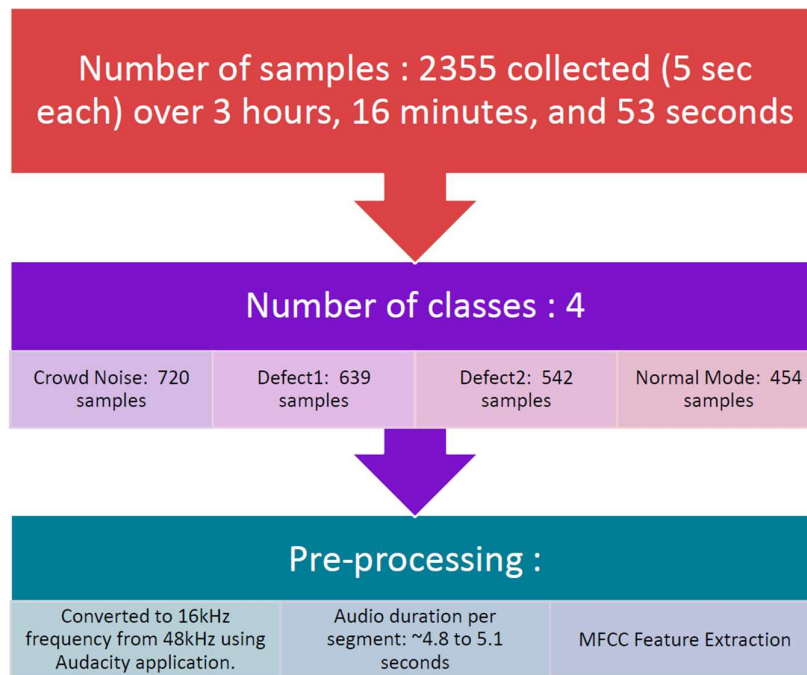 Number of samples : 2355 collected (5 sec
each) over 3 hours, 16 minutes, and 53 seconds
Number of classes : 4
Crowd Noise: 720
samples
Defect1: 639
samples
Defect2: 542
samples
Normal Mode: 454
samples
Pre-processing :
Converted to 16kHz
frequency from 48kHz using
Audacity application.
Audio duration per
segment: ~4.8 to 5.1
seconds
MFCC Feature Extraction